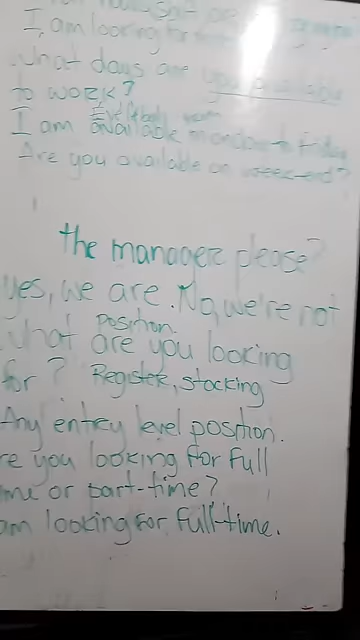 I, am looking for
what days are you available
to work?
I am available monday to friday
Are you available on week-end?
the manager please?
yes, we are. No, we're not
Position
what are you looking
for? Register, stocking
Any entry level position.
re you looking for full
me or part-time?
am looking for full-time.